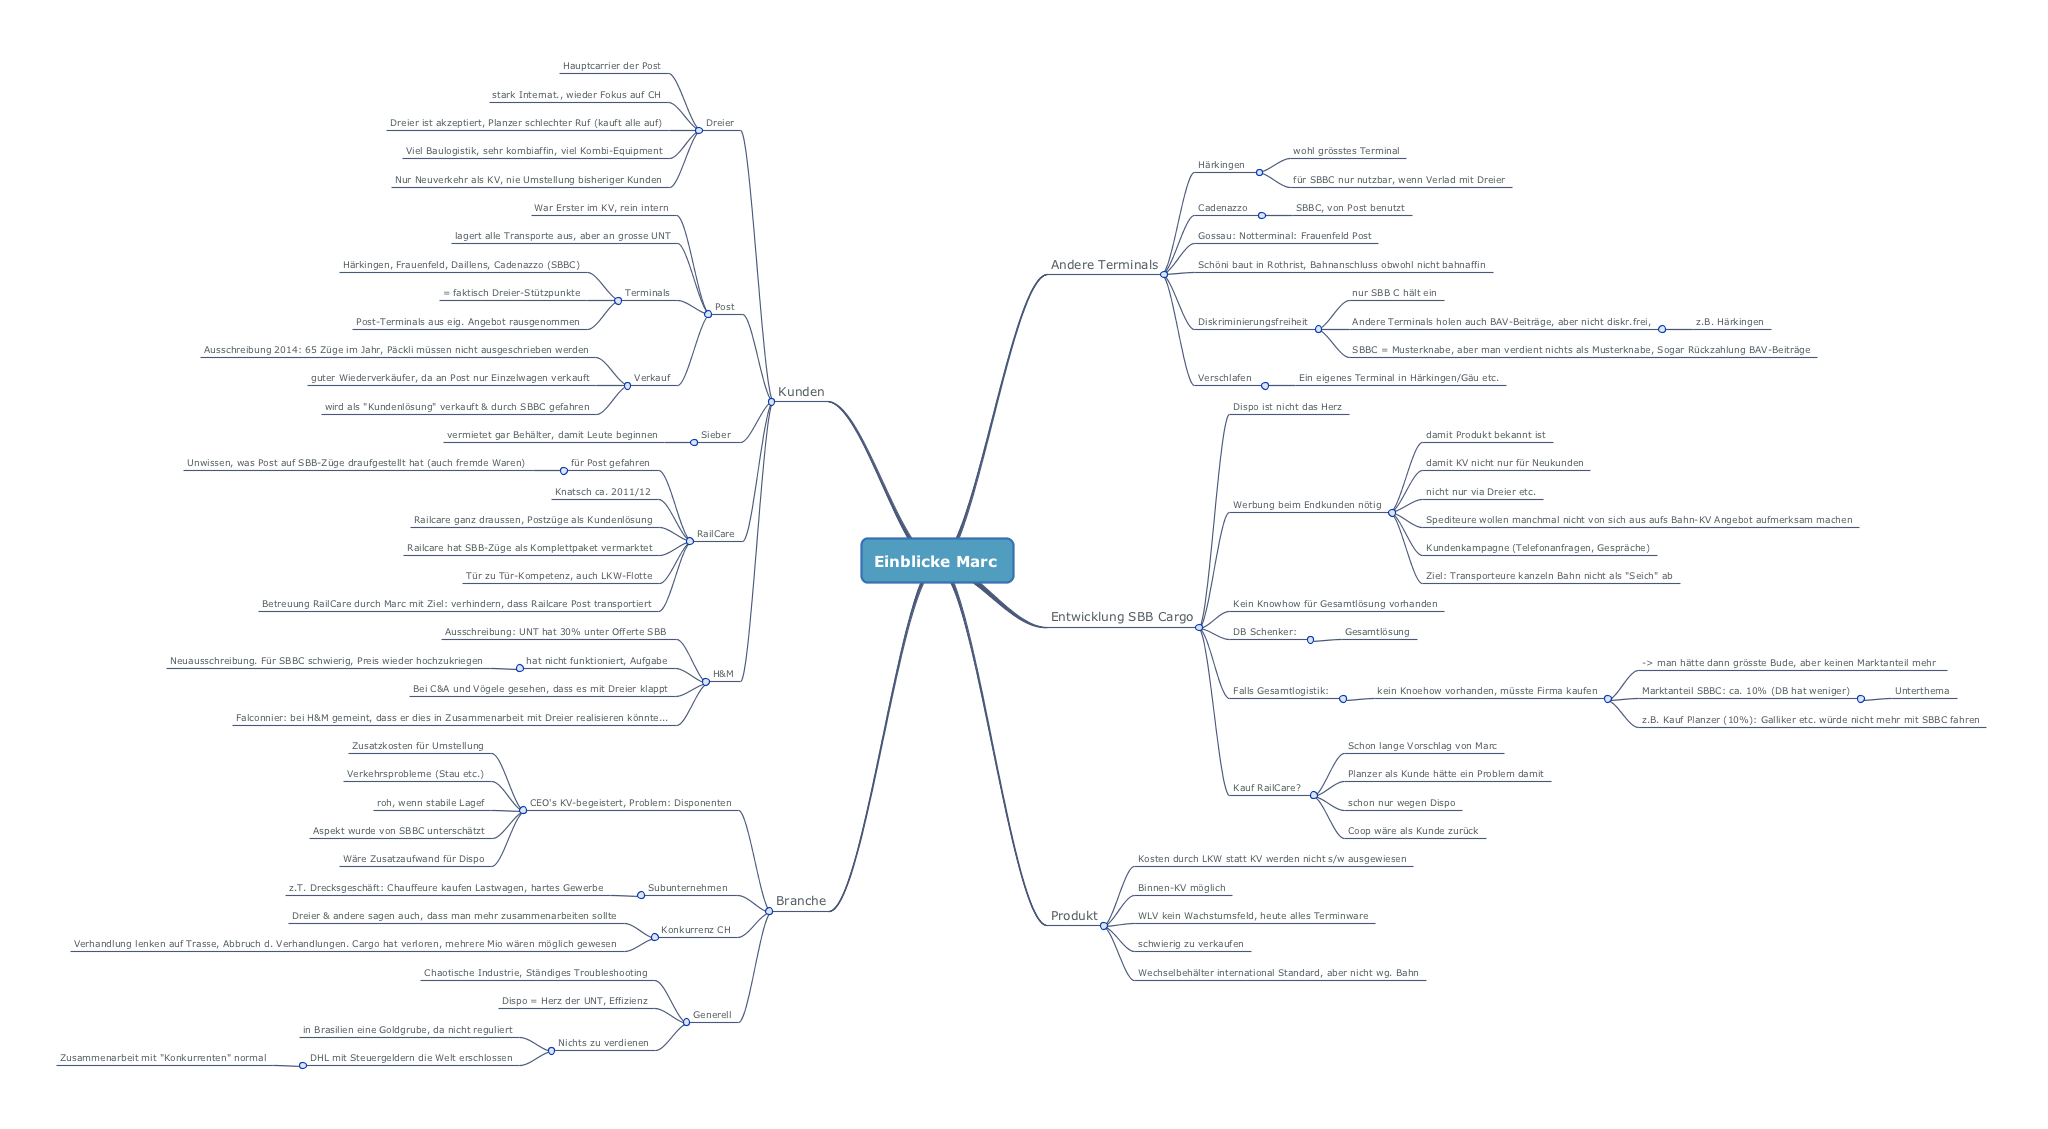 Einblicke Marc
Kunden
Dreier
Hauptcarrier der Post
stark Internat., wieder Fokus auf CH
Dreier ist akzeptiert, Planzer schlechter Ruf (kauft alle auf)
Viel Baulogistik, sehr kombiaffin, viel Kombi-Equipment
Nur Neuverkehr als KV, nie Umstellung bisheriger Kunden
Post
War Erster im KV, rein intern
lagert alle Transporte aus, aber an grosse UNT
Terminals
Härkingen, Frauenfeld, Daillens, Cadenazzo (SBBC)
= faktisch Dreier-Stützpunkte
Post-Terminals aus eig. Angebot rausgenommen
Verkauf
Ausschreibung 2014: 65 Züge im Jahr, Päckli müssen nicht ausgeschrieben werden
guter Wiederverkäufer, da an Post nur Einzelwagen verkauft
wird als "Kundenlösung" verkauft & durch SBBC gefahren
Sieber
vermietet gar Behälter, damit Leute beginnen
RailCare
für Post gefahren
Unwissen, was Post auf SBB-Züge draufgestellt hat (auch fremde Waren)
Knatsch ca. 2011/12
Railcare ganz draussen, Postzüge als Kundenlösung
Railcare hat SBB-Züge als Komplettpaket vermarktet
Tür zu Tür-Kompetenz, auch LKW-Flotte
Betreuung RailCare durch Marc mit Ziel: verhindern, dass Railcare Post transportiert
H&M
Ausschreibung: UNT hat 30% unter Offerte SBB
hat nicht funktioniert, Aufgabe
Neuausschreibung. Für SBBC schwierig, Preis wieder hochzukriegen
Bei C&A und Vögele gesehen, dass es mit Dreier klappt
Falconnier: bei H&M gemeint, dass er dies in Zusammenarbeit mit Dreier realisieren könnte...
Branche
CEO's KV-begeistert, Problem: Disponenten
Zusatzkosten für Umstellung
Verkehrsprobleme (Stau etc.)
roh, wenn stabile Lagef
Aspekt wurde von SBBC unterschätzt
Wäre Zusatzaufwand für Dispo
Subunternehmen
z.T. Drecksgeschäft: Chauffeure kaufen Lastwagen, hartes Gewerbe
Konkurrenz CH
Dreier & andere sagen auch, dass man mehr zusammenarbeiten sollte
Verhandlung lenken auf Trasse, Abbruch d. Verhandlungen. Cargo hat verloren, mehrere Mio wären möglich gewesen
Generell
Chaotische Industrie, Ständiges Troubleshooting
Dispo = Herz der UNT, Effizienz
Nichts zu verdienen
in Brasilien eine Goldgrube, da nicht reguliert
DHL mit Steuergeldern die Welt erschlossen
Zusammenarbeit mit "Konkurrenten" normal
Andere Terminals
Härkingen
wohl grösstes Terminal
für SBBC nur nutzbar, wenn Verlad mit Dreier
Cadenazzo
SBBC, von Post benutzt
Gossau: Notterminal: Frauenfeld Post
Schöni baut in Rothrist, Bahnanschluss obwohl nicht bahnaffin
Diskriminierungsfreiheit
nur SBB C hält ein
Andere Terminals holen auch BAV-Beiträge, aber nicht diskr.frei,
z.B. Härkingen
SBBC = Musterknabe, aber man verdient nichts als Musterknabe, Sogar Rückzahlung BAV-Beiträge
Verschlafen
Ein eigenes Terminal in Härkingen/Gäu etc.
Entwicklung SBB Cargo
Dispo ist nicht das Herz
Werbung beim Endkunden nötig
damit Produkt bekannt ist
damit KV nicht nur für Neukunden
nicht nur via Dreier etc.
Spediteure wollen manchmal nicht von sich aus aufs Bahn-KV Angebot aufmerksam machen
Kundenkampagne (Telefonanfragen, Gespräche)
Ziel: Transporteure kanzeln Bahn nicht als "Seich" ab
Kein Knowhow für Gesamtlösung vorhanden
DB Schenker:
Gesamtlösung
Falls Gesamtlogistik:
kein Knoehow vorhanden, müsste Firma kaufen
-> man hätte dann grösste Bude, aber keinen Marktanteil mehr
Marktanteil SBBC: ca. 10% (DB hat weniger)
Unterthema
z.B. Kauf Planzer (10%): Galliker etc. würde nicht mehr mit SBBC fahren
Kauf RailCare?
Schon lange Vorschlag von Marc
Planzer als Kunde hätte ein Problem damit
schon nur wegen Dispo
Coop wäre als Kunde zurück
Produkt
Kosten durch LKW statt KV werden nicht s/w ausgewiesen
Binnen-KV möglich
WLV kein Wachstumsfeld, heute alles Terminware
schwierig zu verkaufen
Wechselbehälter international Standard, aber nicht wg. Bahn